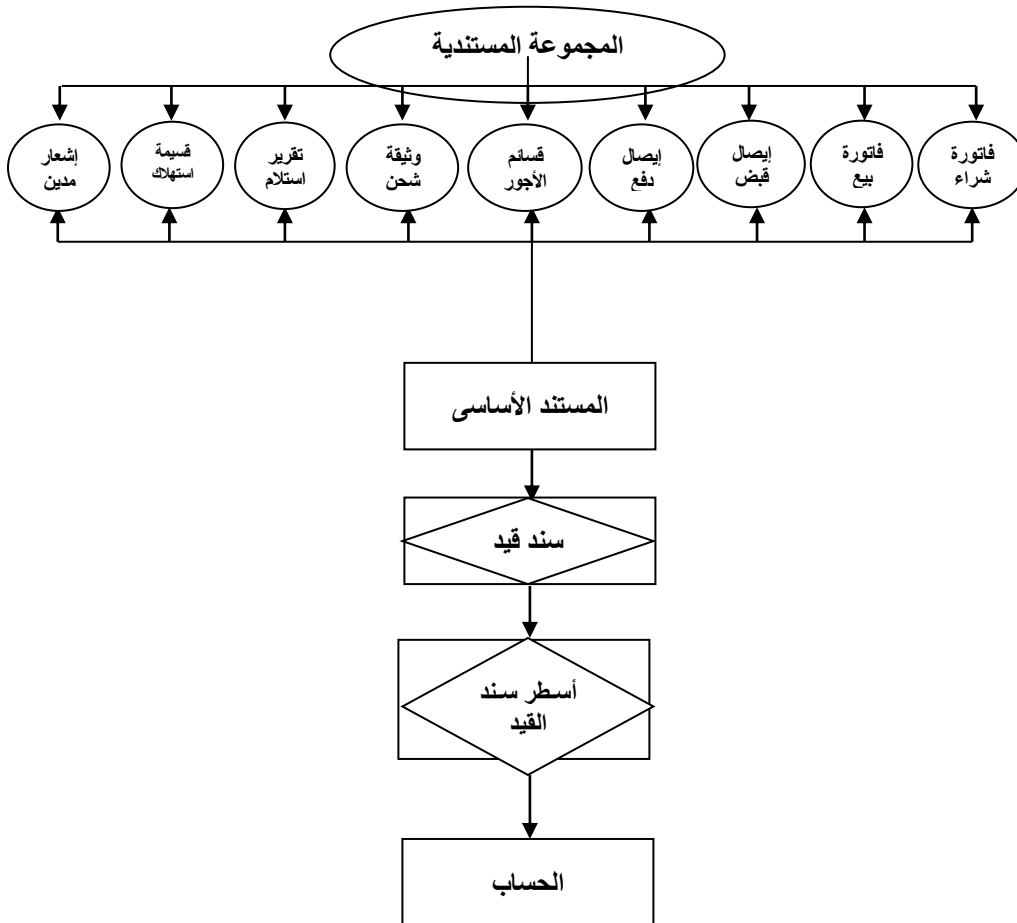 المجموعة المستندية
فاتورة
شراء
فاتورة
بيع
إيصال
قبض
إيصال
دفع
قسائم
الأجور
وثيقة
شحن
تقرير
استلام
قسيمة
استهلاك
إشعار
مدين
المستند الأساسى
سند قيد
أسطر سند
القيد
الحساب